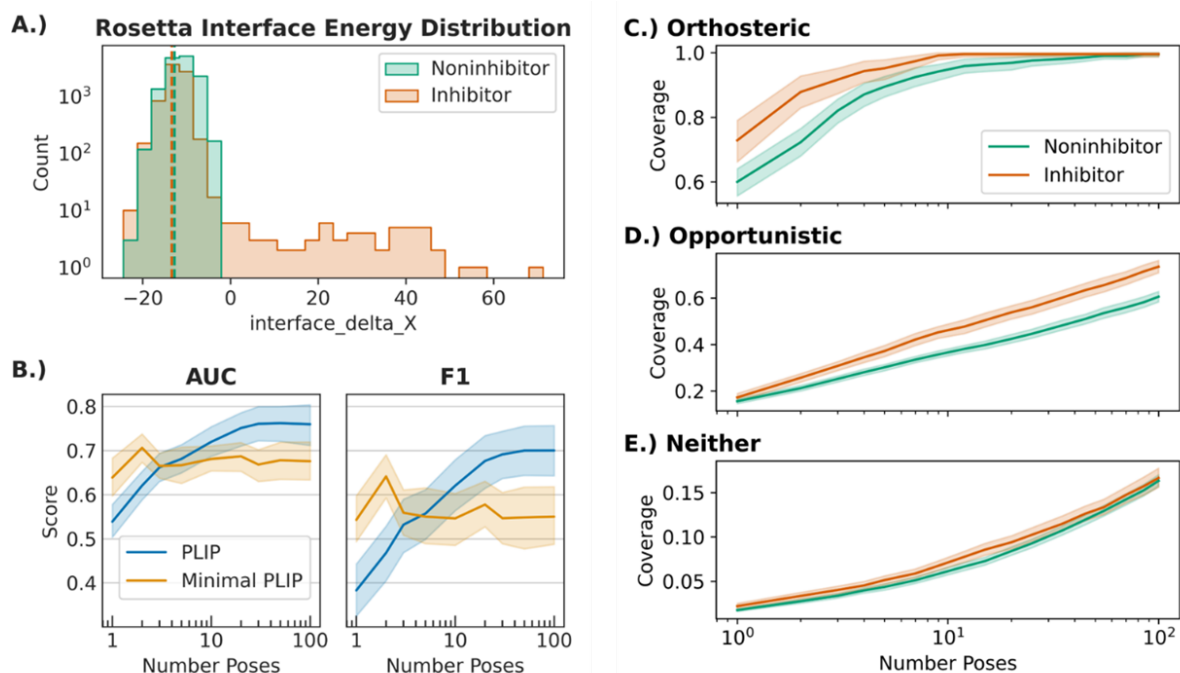 A.) Rosetta Interface Energy Distribution
Count
10³
10²
10¹
10⁰
Noninhibitor
Inhibitor
−20 0 20 40 60
interface_delta_X
B.)
AUC F1
Score
0.8
0.7
0.6
0.5
0.4
PLIP
Minimal PLIP
1 10 100 1 10 100
Number Poses Number Poses
C.) Orthosteric
Coverage
1.0
0.8
0.6
Noninhibitor
Inhibitor
D.) Opportunistic
Coverage
0.6
0.4
0.2
E.) Neither
Coverage
0.15
0.10
0.05
10⁰ 10¹ 10²
Number Poses